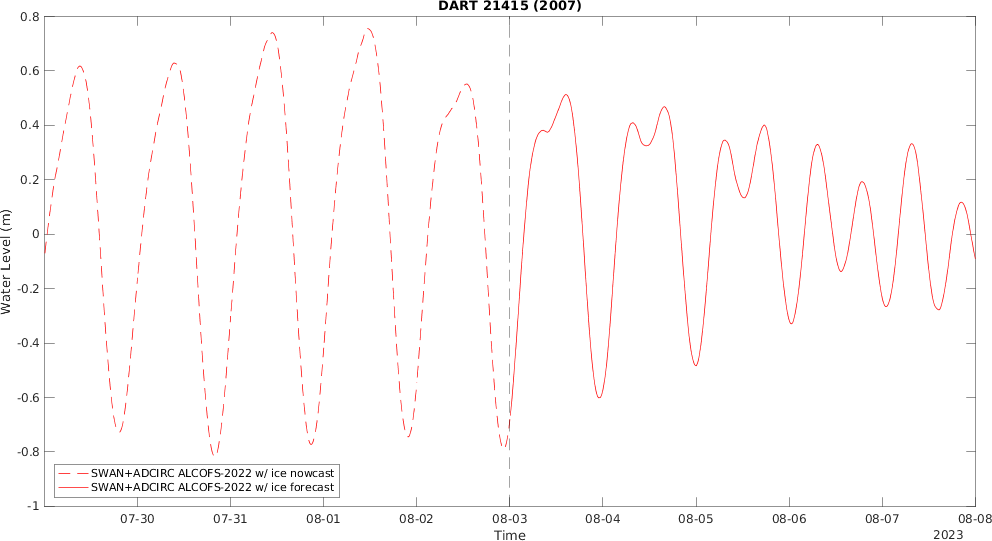 DART 21415 (2007)
0.8
0.6
0.4
0.2
0
-0.2
-0.4
-0.6
-0.8
-1
Water Level (m)
SWAN+ADCIRC ALCOFS-2022 w/ ice nowcast
SWAN+ADCIRC ALCOFS-2022 w/ ice forecast
07-30 07-31 08-01 08-02 08-03 08-04 08-05 08-06 08-07 08-08
Time
2023